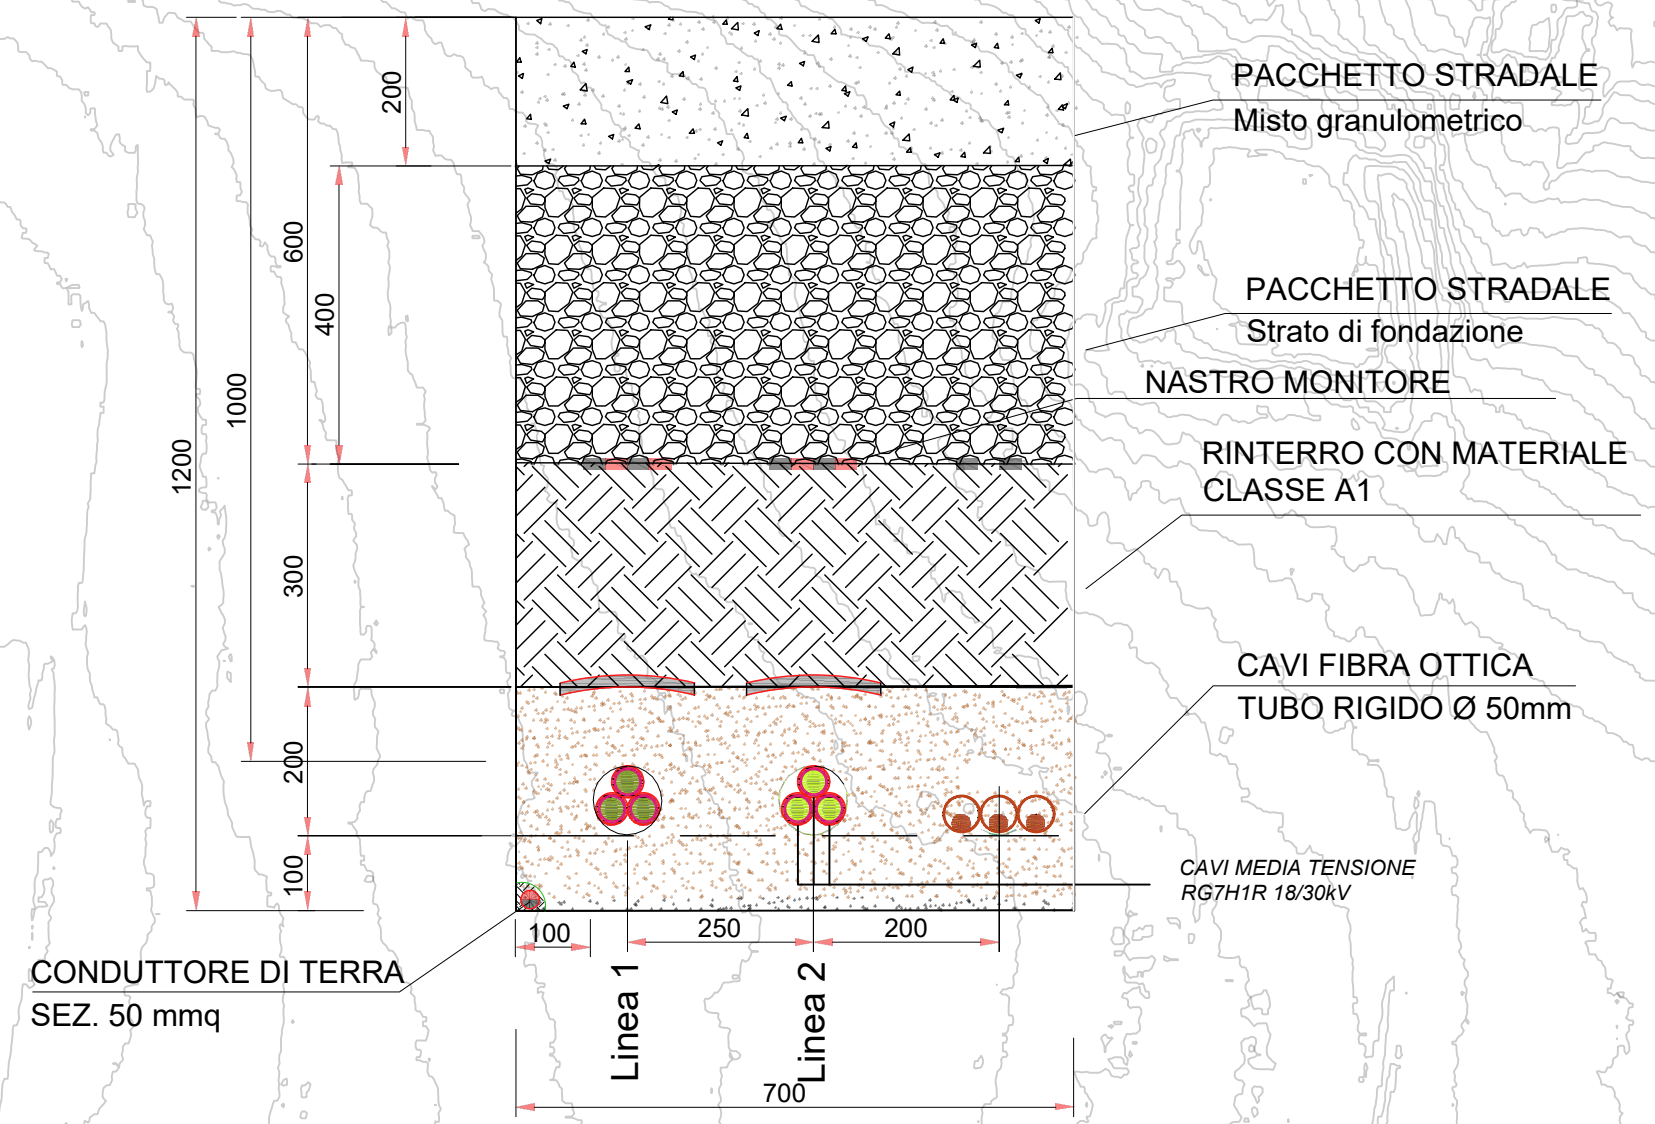 200
PACCHETTO STRADALE
Misto granulometrico
600
400
PACCHETTO STRADALE
Strato di fondazione
1000
NASTRO MONITORE
1200
RINTERRO CON MATERIALE
CLASSE A1
300
CAVI FIBRA OTTICA
TUBO RIGIDO Ø 50mm
200
100
CAVI MEDIA TENSIONE
RG7H1R 18/30kV
100
250
200
CONDUTTORE DI TERRA
SEZ. 50 mmq
Linea 1
Linea 2
700